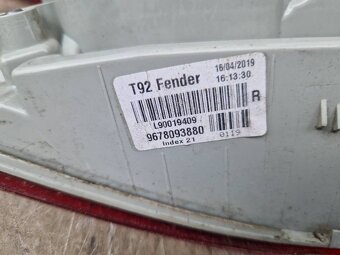 T92 Fender
16/04/2019
16:13:30
R
L90019409
9678093880
Index 21
0119